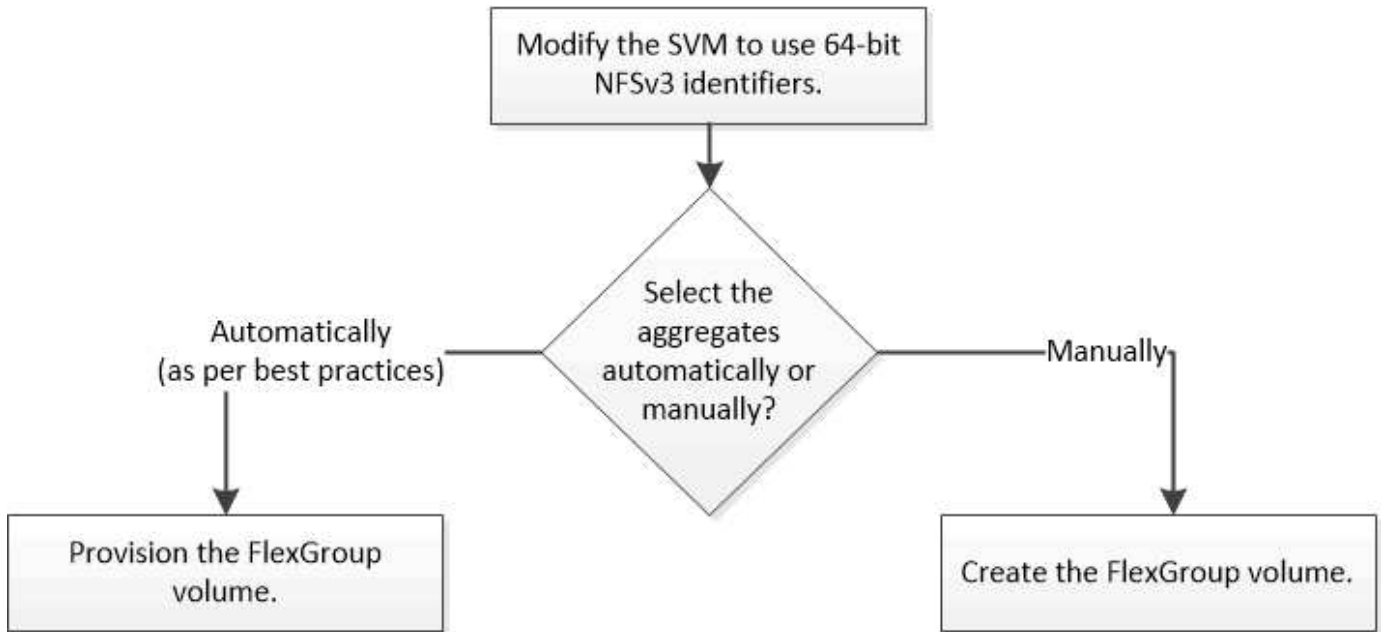 Modify the SVM to use 64-bit
NFSv3 identifiers.
Select the
aggregates
automatically or
manually?
Automatically
(as per best practices)
Manually
Provision the FlexGroup
volume.
Create the FlexGroup volume.